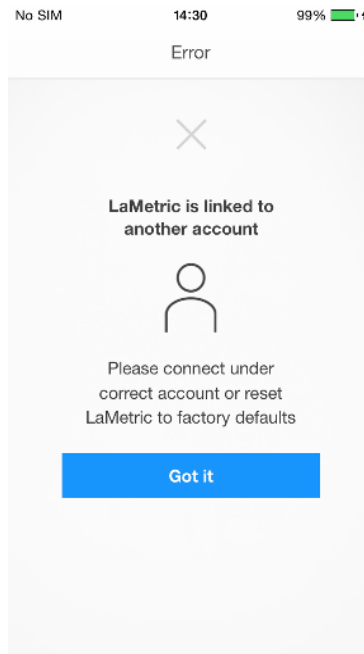 No SIM 14:30 99%
Error
LaMetric is linked to
another account
Please connect under
correct account or reset
LaMetric to factory defaults
Got it